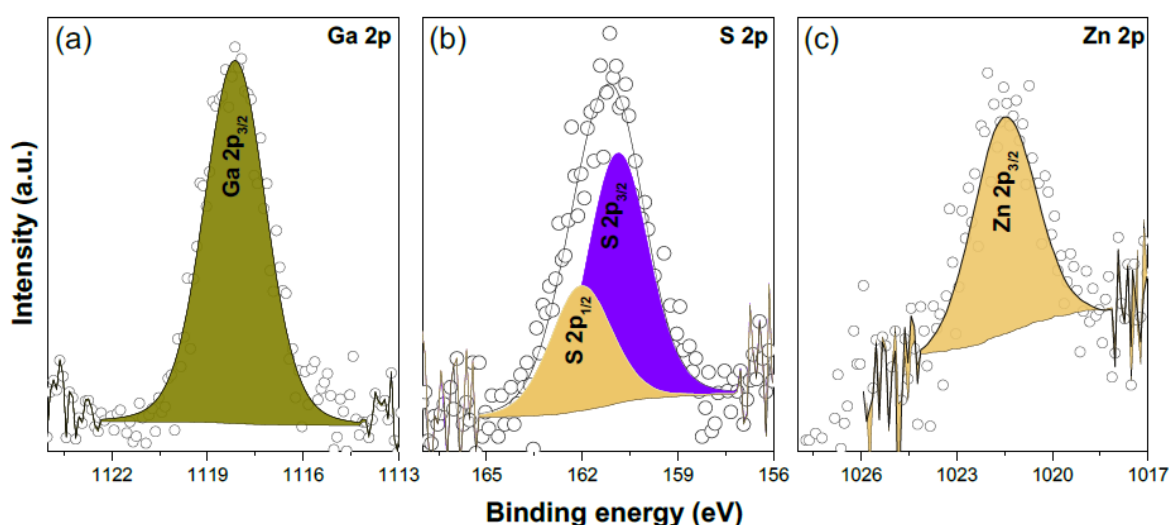 (a)
Ga 2p
(b)
S 2p
(c)
Zn 2p
Intensity (a.u.)
Ga 2p3/2
S 2p3/2
S 2p1/2
Zn 2p3/2
1122 1119 1116 1113
165 162 159 156
1026 1023 1020 1017
Binding energy (eV)